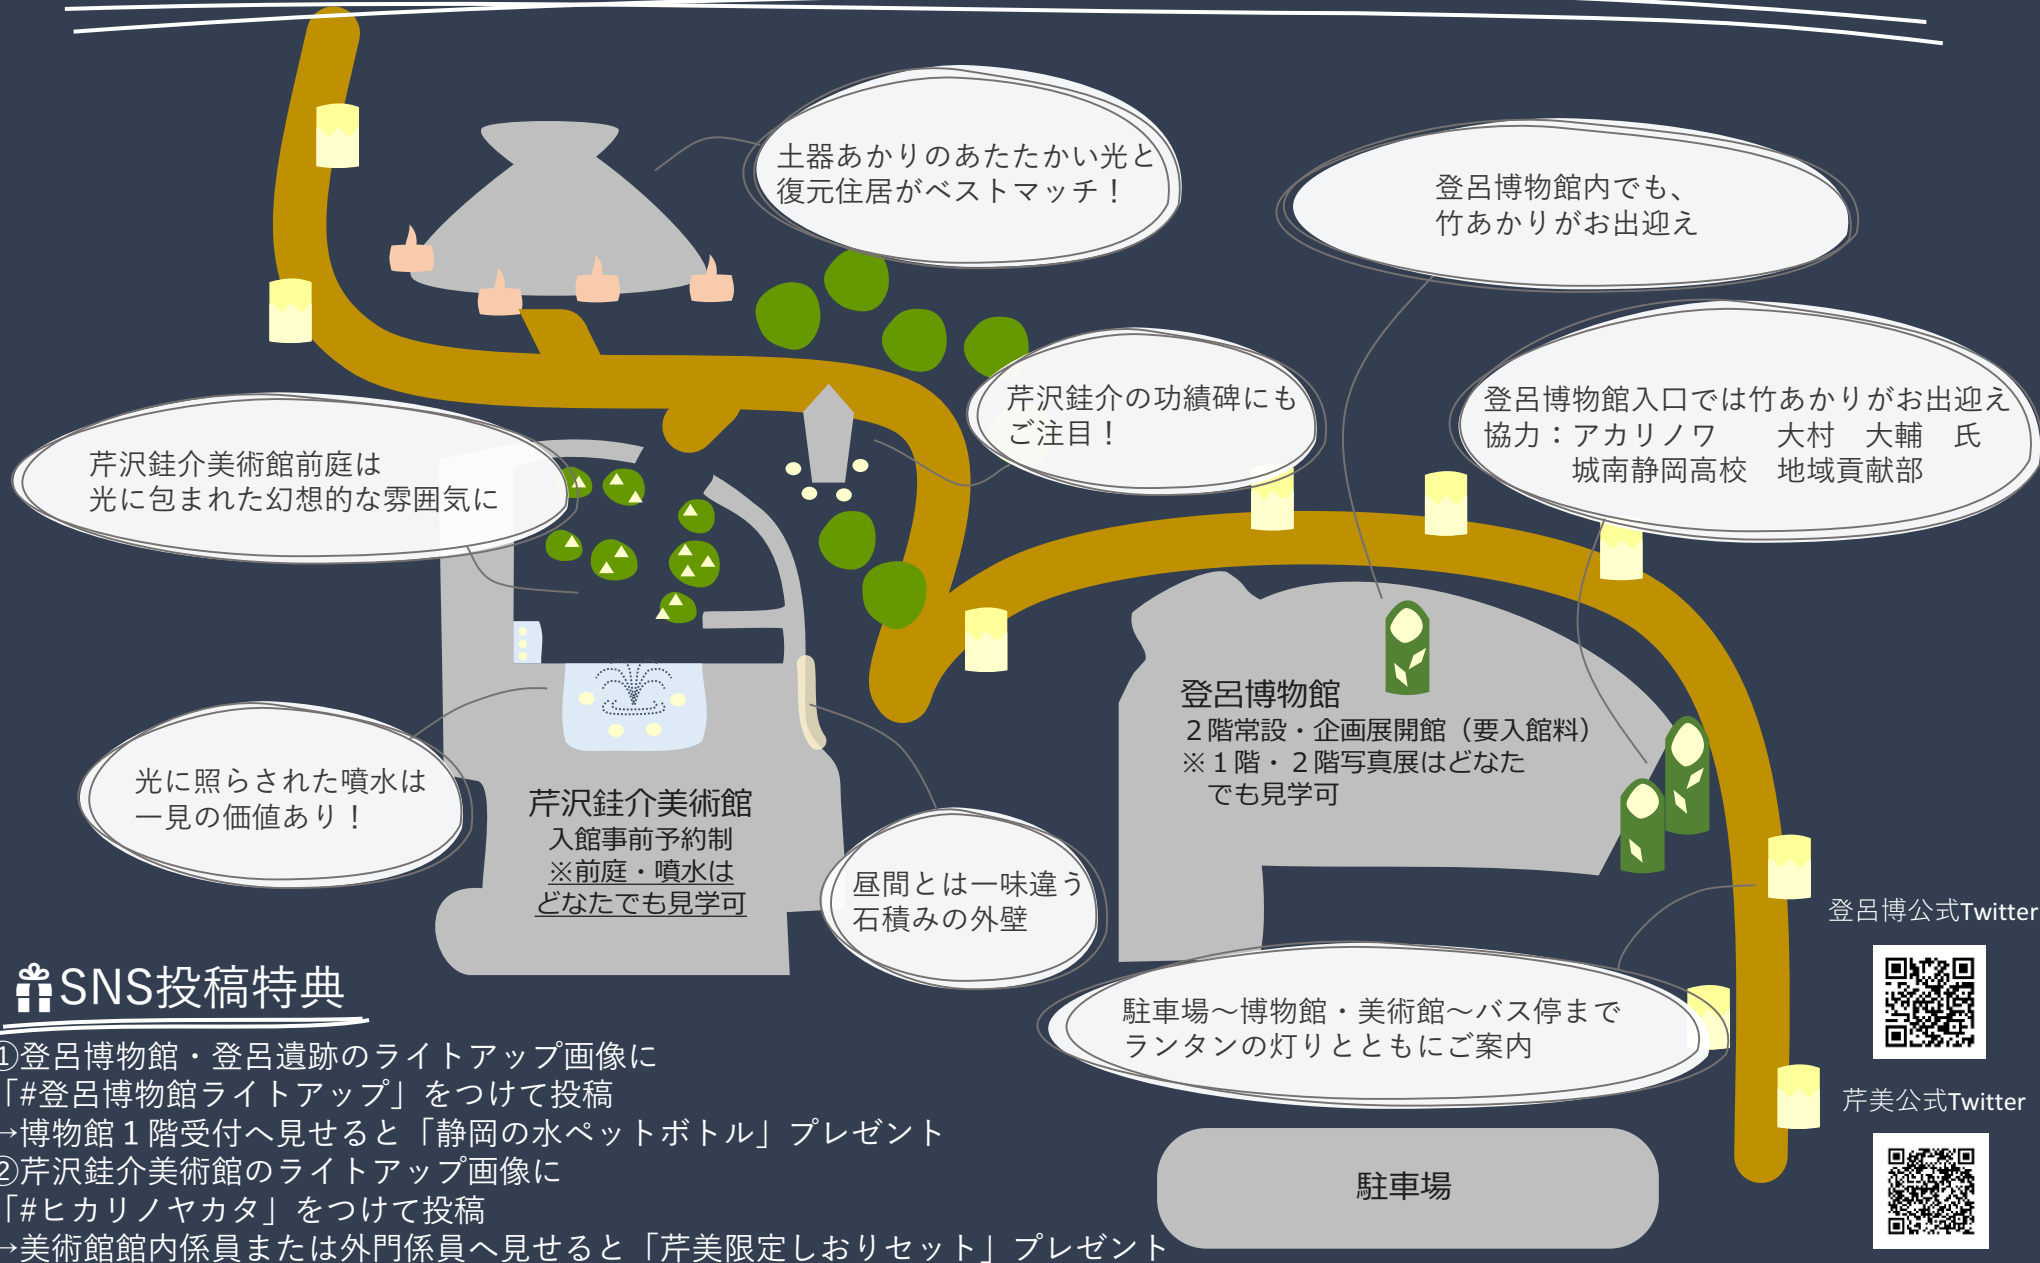 土器あかりのあたたかい光と
復元住居がベストマッチ！
登呂博物館内でも、
竹あかりがお出迎え
芹沢銈介の功績碑にも
ご注目！
登呂博物館入口では竹あかりがお出迎え
協力：アカリノワ　　大村　大輔　氏
城南静岡高校　地域貢献部
芹沢銈介美術館前庭は
光に包まれた幻想的な雰囲気に
登呂博物館
２階常設・企画展開館（要入館料）
※１階・２階写真展はどなた
でも見学可
光に照らされた噴水は
一見の価値あり！
芹沢銈介美術館
入館事前予約制
※前庭・噴水は
どなたでも見学可
昼間とは一味違う
石積みの外壁
駐車場～博物館・美術館～バス停まで
ランタンの灯りとともにご案内
登呂博公式Twitter
芹美公式Twitter
駐車場
SNS投稿特典
①登呂博物館・登呂遺跡のライトアップ画像に
「#登呂博物館ライトアップ」をつけて投稿
→博物館１階受付へ見せると「静岡の水ペットボトル」プレゼント
②芹沢銈介美術館のライトアップ画像に
「#ヒカリノヤカタ」をつけて投稿
→美術館館内係員または外門係員へ見せると「芹美限定しおりセット」プレゼント